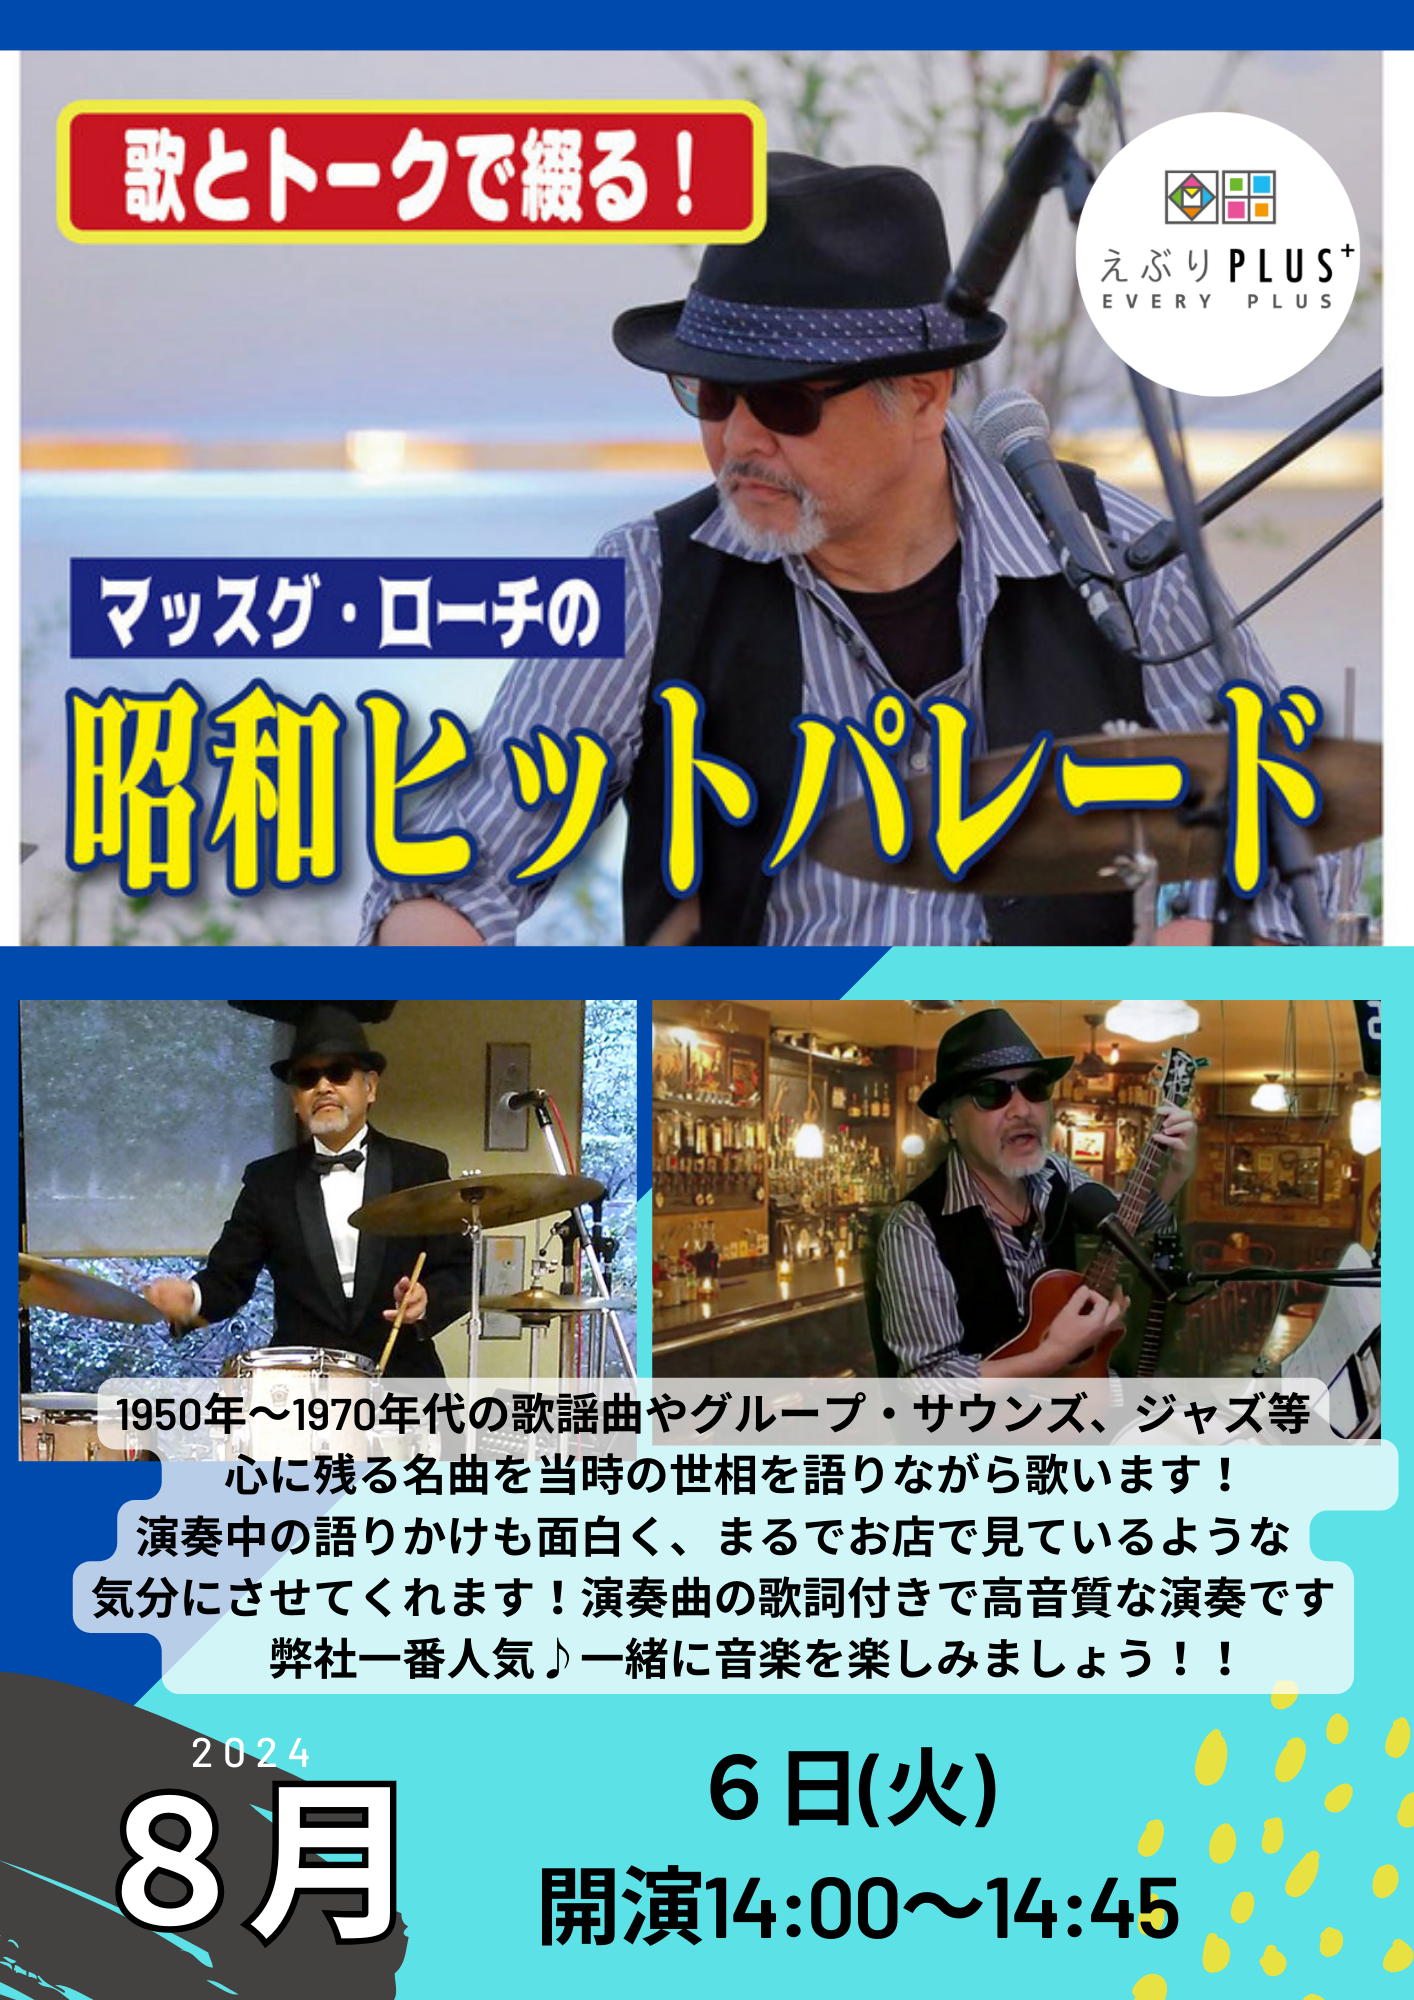 歌とトークで綴る！
えぶりPLUS+
EVERY PLUS
マッスグ・ローチの
昭和ヒットパレード
1950年～1970年代の歌謡曲やグループ・サウンズ、ジャズ等
心に残る名曲を当時の世相を語りながら歌います！
演奏中の語りかけも面白く、まるでお店で見ているような
気分にさせてくれます！演奏曲の歌詞付きで高音質な演奏です
弊社一番人気♪一緒に音楽を楽しみましょう！！
2024
8月
６日(火)
開演14:00～14:45